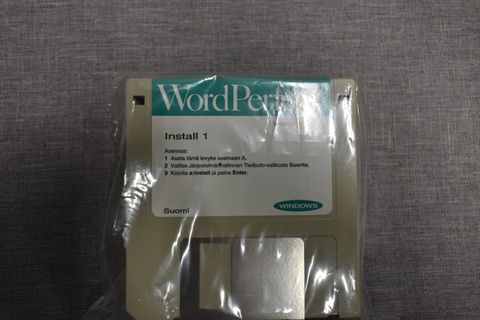 WordPerfect
Install 1
Asennus:
1 Aseta tämä levyke asemaan A.
2 Valitse Järjestelmänhallinnan Tiedosto-valikosta Suorita.
3 Kirjoita a:install ja paina Enter.
Suomi
WINDOWS